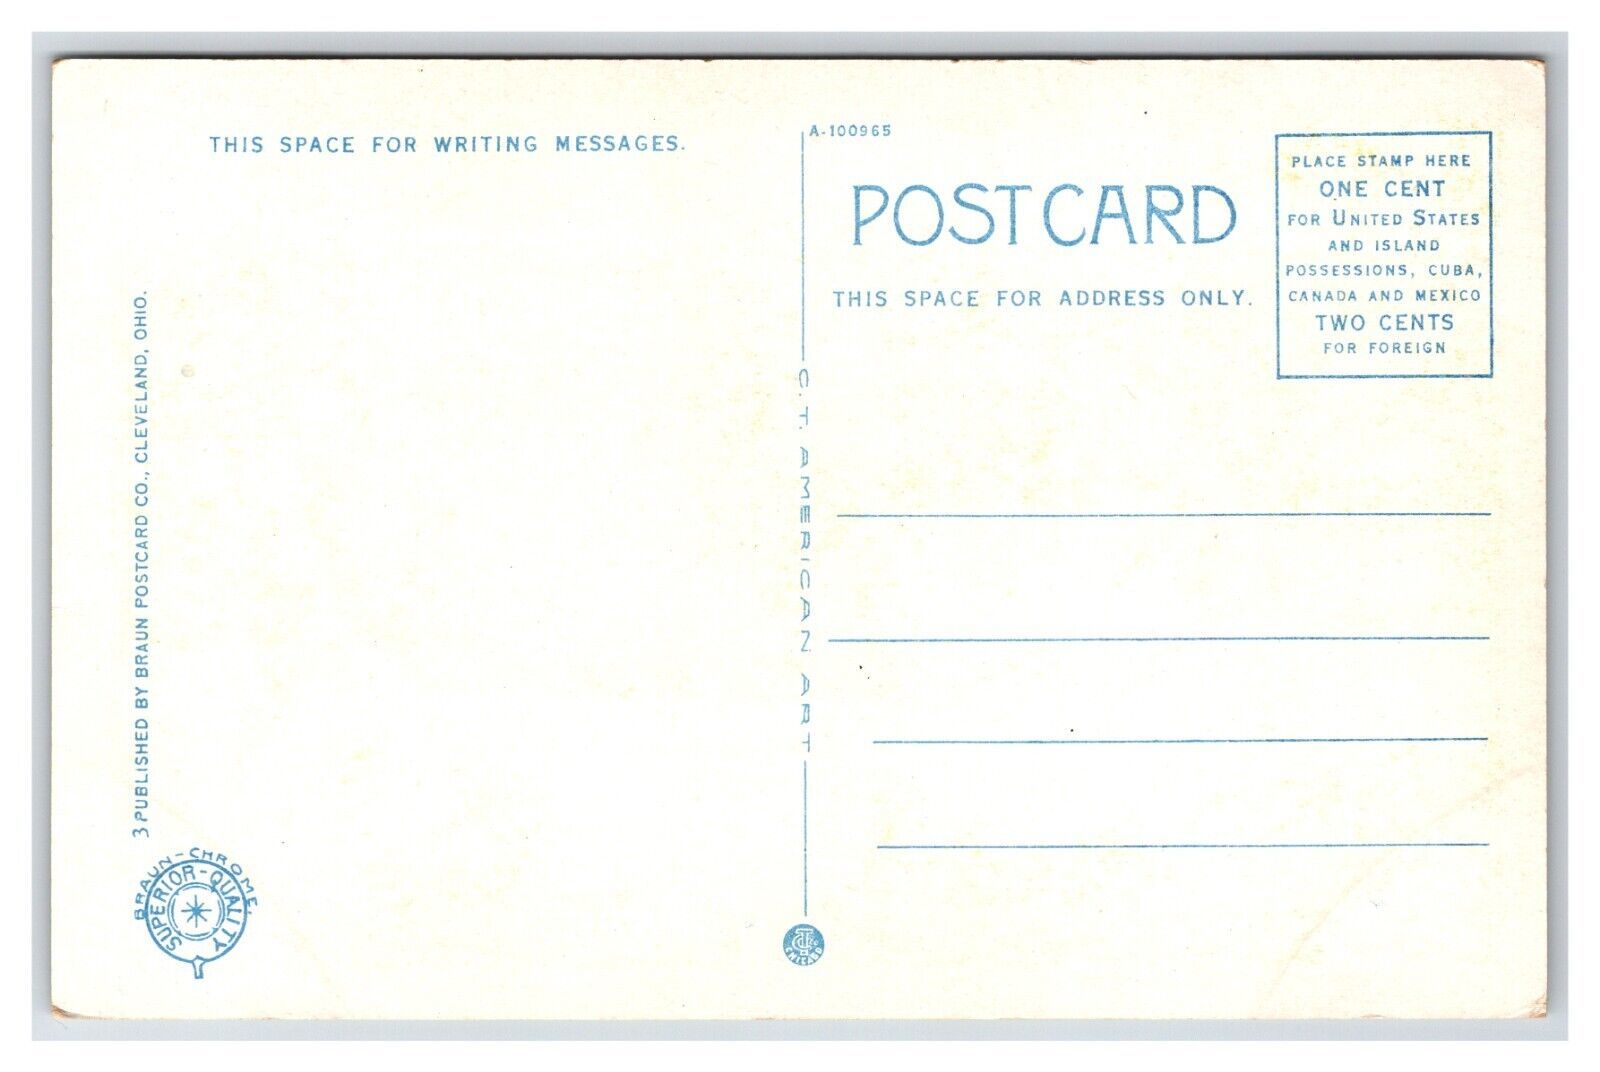 THIS SPACE FOR WRITING MESSAGES.
3 PUBLISHED BY BRAUN POSTCARD CO., CLEVELAND, OHIO.
BRAUN-CHROME,
SUPERIOR-QUALITY
A-100965
C.T. AMERICAN ART
CHICAGO
POSTCARD
THIS SPACE FOR ADDRESS ONLY.
PLACE STAMP HERE
ONE CENT
FOR UNITED STATES
AND ISLAND
POSSESSIONS, CUBA,
CANADA AND MEXICO
TWO CENTS
FOR FOREIGN